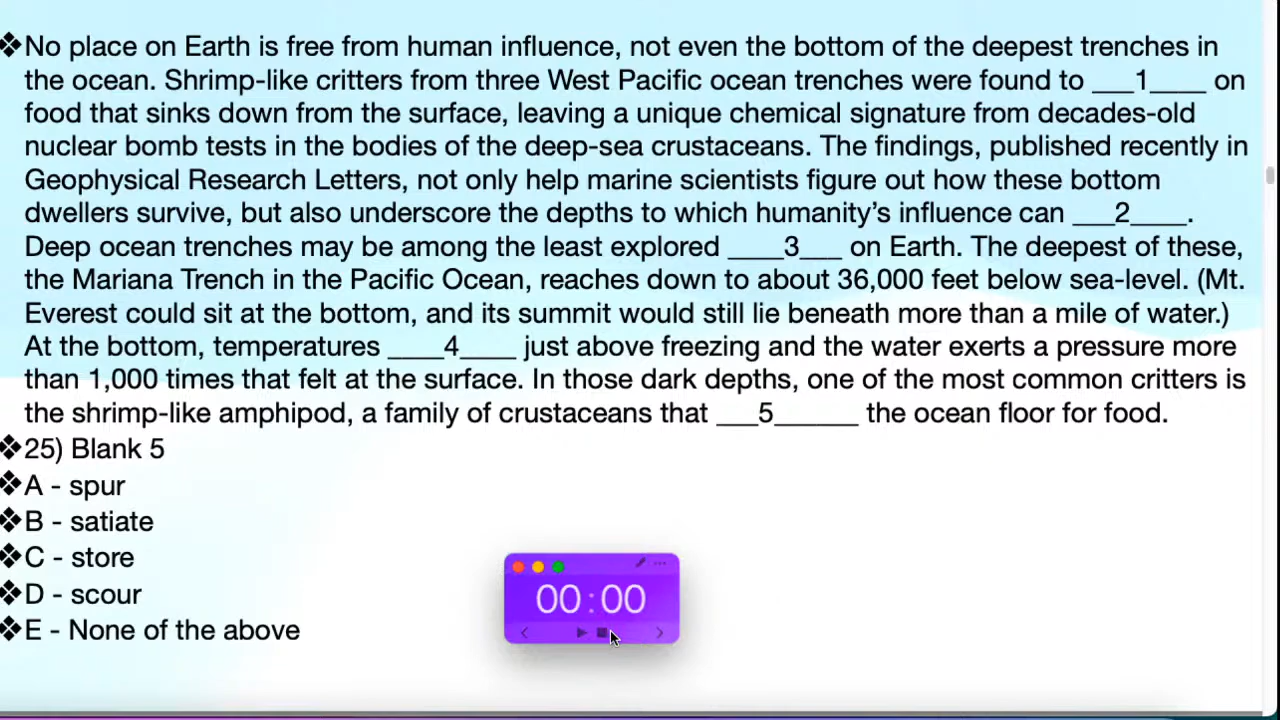 ❖No place on Earth is free from human influence, not even the bottom of the deepest trenches in
the ocean. Shrimp-like critters from three West Pacific ocean trenches were found to ___1____ on
food that sinks down from the surface, leaving a unique chemical signature from decades-old
nuclear bomb tests in the bodies of the deep-sea crustaceans. The findings, published recently in
Geophysical Research Letters, not only help marine scientists figure out how these bottom
dwellers survive, but also underscore the depths to which humanity's influence can ___2____.
Deep ocean trenches may be among the least explored ____3___ on Earth. The deepest of these,
the Mariana Trench in the Pacific Ocean, reaches down to about 36,000 feet below sea-level. (Mt.
Everest could sit at the bottom, and its summit would still lie beneath more than a mile of water.)
At the bottom, temperatures ____4____ just above freezing and the water exerts a pressure more
than 1,000 times that felt at the surface. In those dark depths, one of the most common critters is
the shrimp-like amphipod, a family of crustaceans that ___5______ the ocean floor for food.
❖25) Blank 5
❖A - spur
❖B - satiate
❖C - store
❖D - scour
❖E - None of the above
00:00